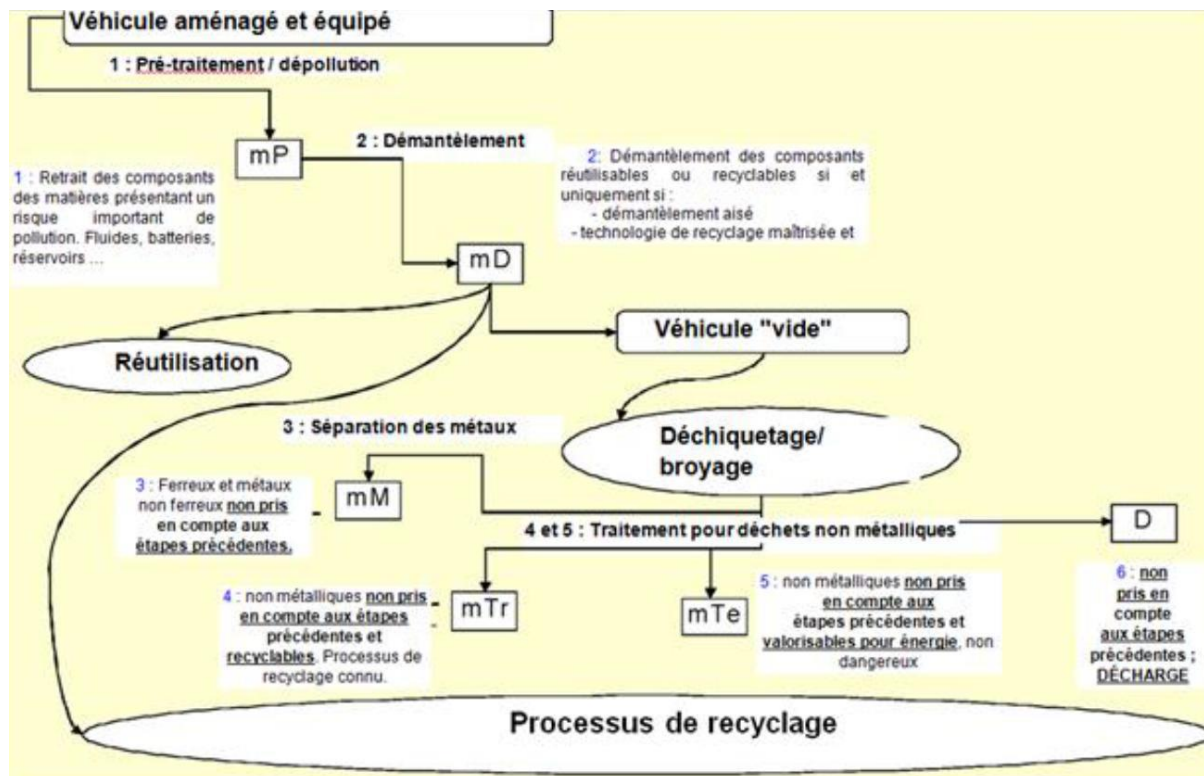 Véhicule aménagé et équipé
1 : Pré-traitement / dépollution
mP
2 : Démantèlement
1 : Retrait des composants
des matières présentant un
risque important de
pollution. Fluides, batteries,
réservoirs ...
2: Démantèlement des composants
réutilisables ou recyclables si et
uniquement si :
- démantèlement aisé
- technologie de recyclage maîtrisée et
mD
Réutilisation
Véhicule "vide"
3 : Séparation des métaux
Déchiquetage/
broyage
3 : Ferreux et métaux
non ferreux non pris
en compte aux
étapes précédentes.
mM
4 et 5 : Traitement pour déchets non métalliques
D
4 : non métalliques non pris
en compte aux étapes
précédentes et
recyclables. Processus de
recyclage connu.
mTr
mTe
5 : non métalliques non pris
en compte aux
étapes précédentes et
valorisables pour énergie, non
dangereux
6 : non
pris en
compte
aux étapes
précédentes ;
DÉCHARGE
Processus de recyclage